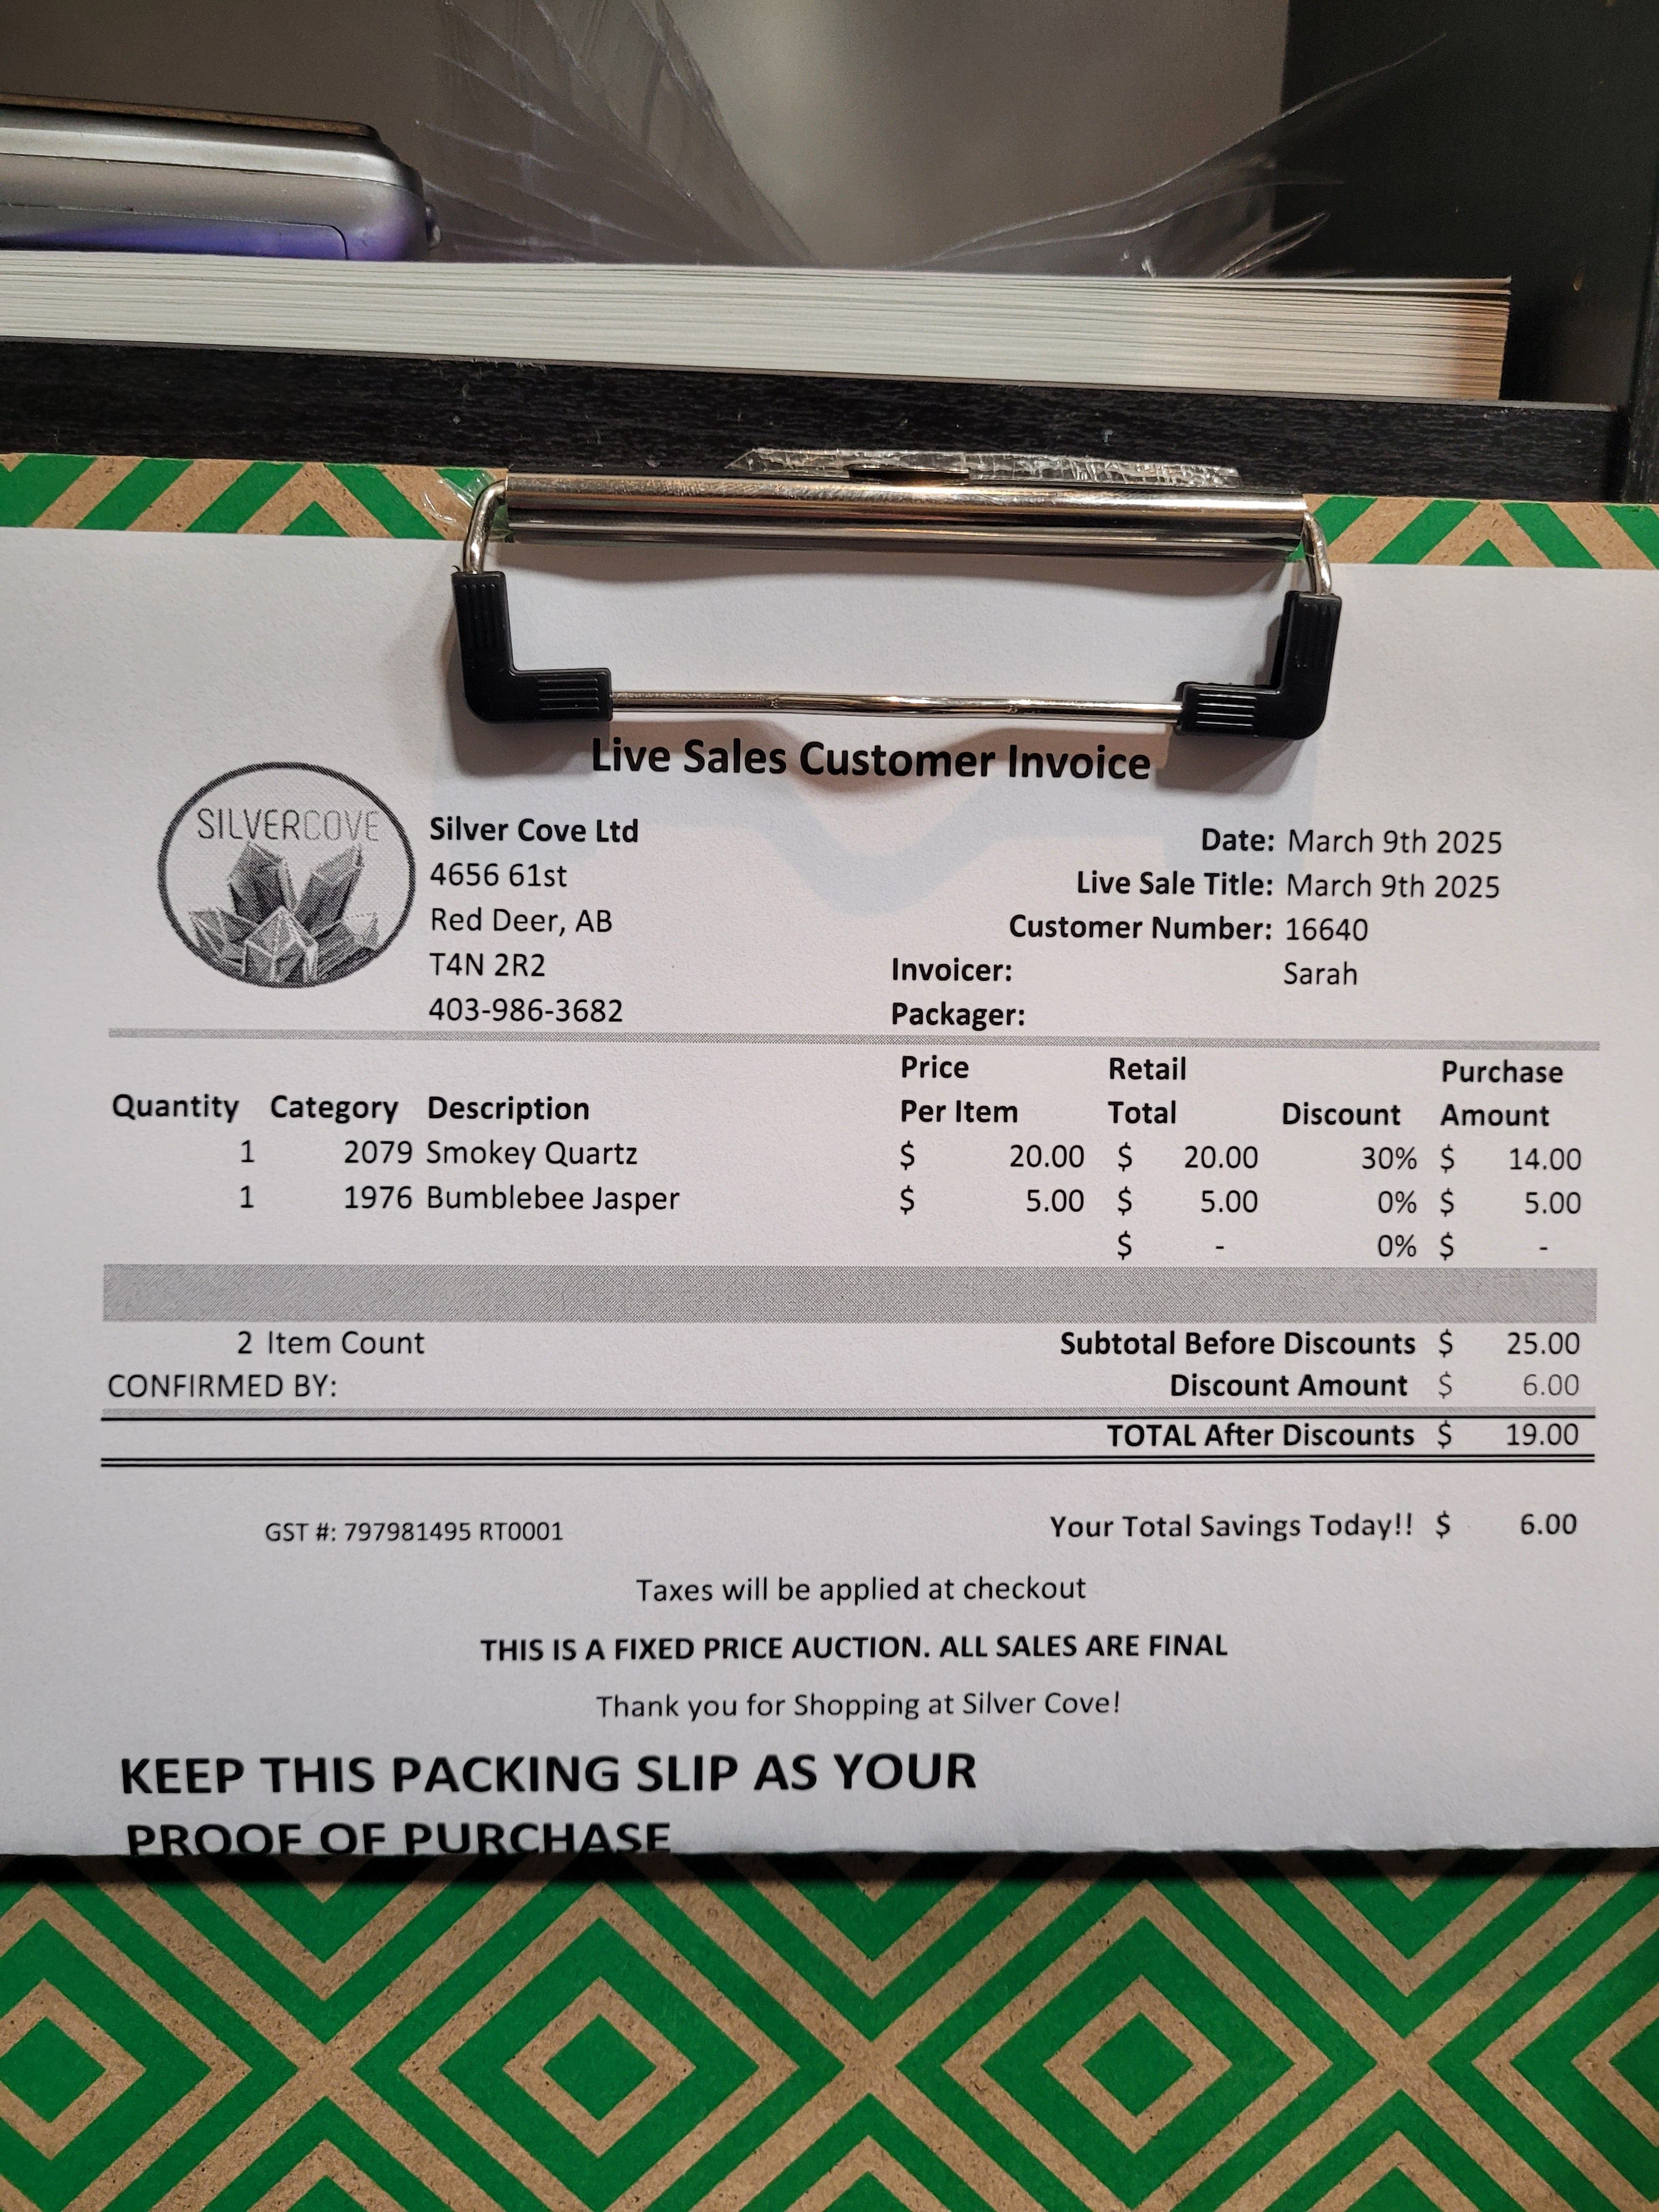 Live Sales Customer Invoice
SILVERCOVE
Silver Cove Ltd
4656 61st
Red Deer, AB
T4N 2R2
403-986-3682
Date: March 9th 2025
Live Sale Title: March 9th 2025
Customer Number: 16640
Invoicer: Sarah
Packager:
Quantity Category Description Price Per Item Retail Total Discount Purchase Amount
1 2079 Smokey Quartz $ 20.00 $ 20.00 30% $ 14.00
1 1976 Bumblebee Jasper $ 5.00 $ 5.00 0% $ 5.00
$ - 0% $ -
2 Item Count Subtotal Before Discounts $ 25.00
CONFIRMED BY: Discount Amount $ 6.00
TOTAL After Discounts $ 19.00
GST #: 797981495 RT0001 Your Total Savings Today!! $ 6.00
Taxes will be applied at checkout
THIS IS A FIXED PRICE AUCTION. ALL SALES ARE FINAL
Thank you for Shopping at Silver Cove!
KEEP THIS PACKING SLIP AS YOUR
PROOF OF PURCHASE